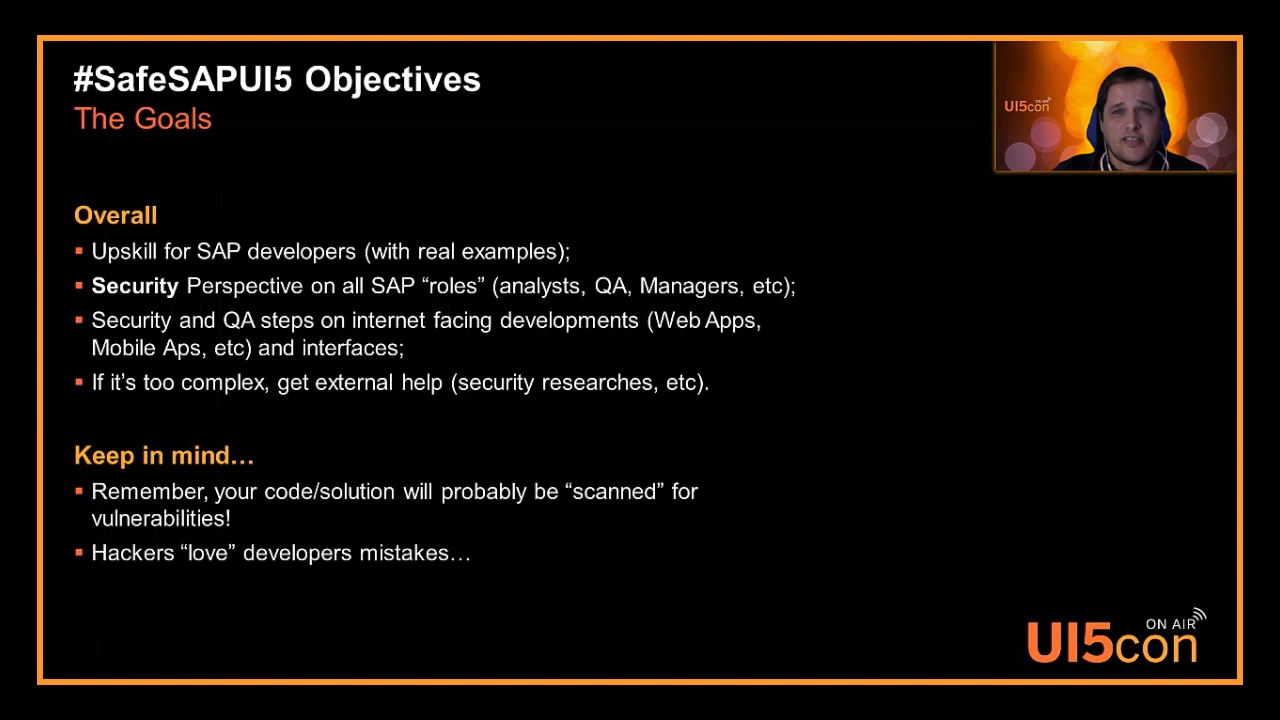 #SafeSAPUI5 Objectives
The Goals
UI5con
Overall
▪ Upskill for SAP developers (with real examples);
▪ Security Perspective on all SAP “roles” (analysts, QA, Managers, etc);
▪ Security and QA steps on internet facing developments (Web Apps,
Mobile Aps, etc) and interfaces;
▪ If it’s too complex, get external help (security researches, etc).
Keep in mind…
▪ Remember, your code/solution will probably be “scanned” for
vulnerabilities!
▪ Hackers “love” developers mistakes…
ON AIR
UI5con